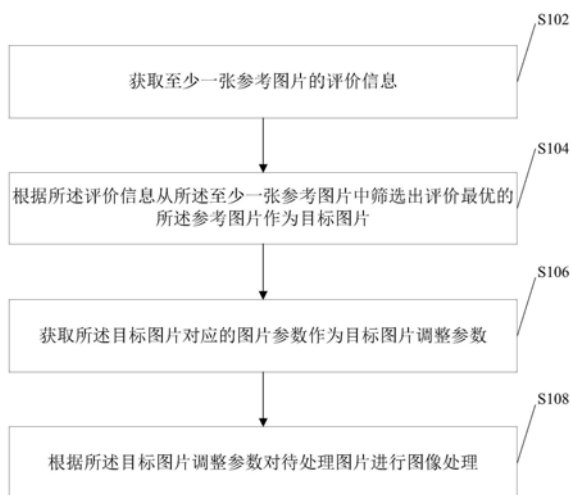 S102
获取至少一张参考图片的评价信息
S104
根据所述评价信息从所述至少一张参考图片中筛选出评价最优的
所述参考图片作为目标图片
S106
获取所述目标图片对应的图片参数作为目标图片调整参数
S108
根据所述目标图片调整参数对待处理图片进行图像处理